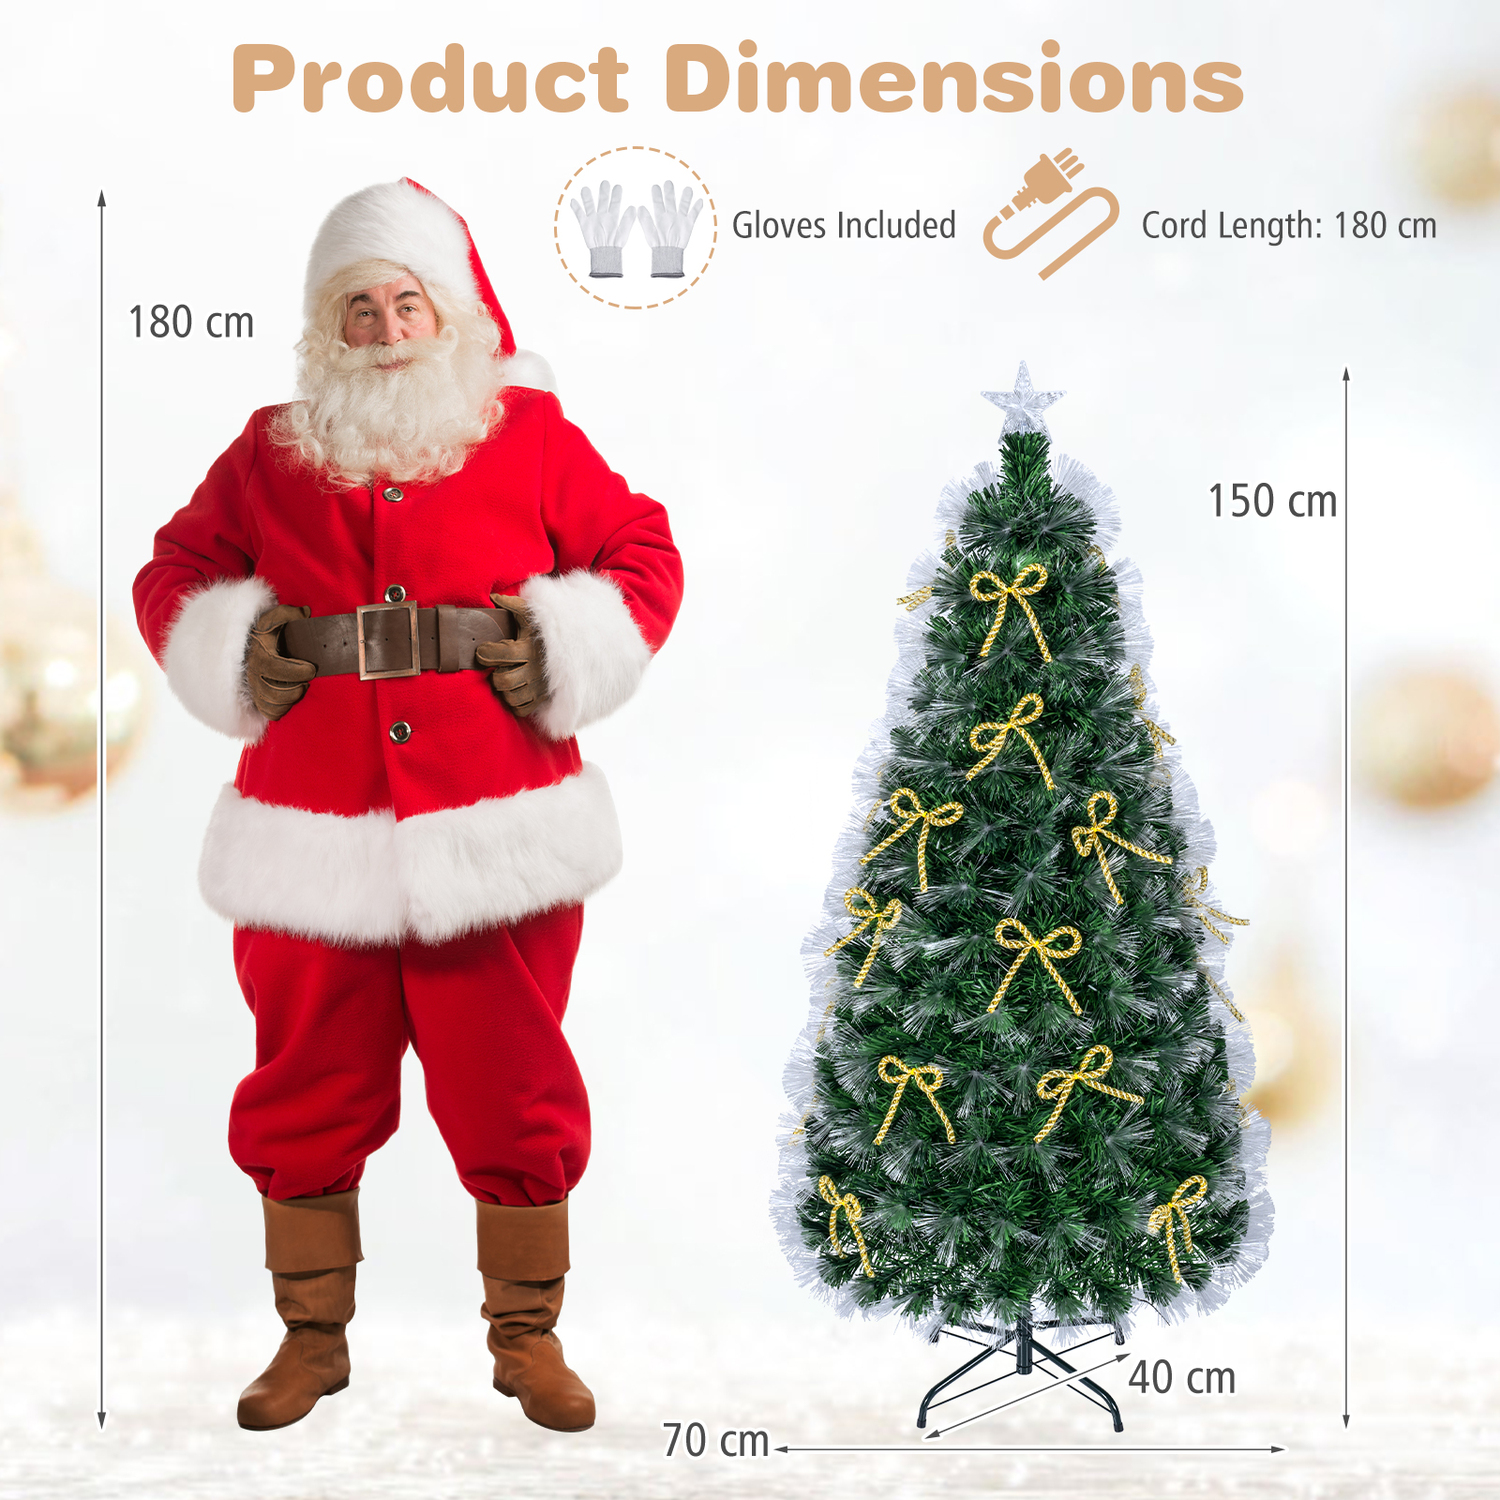 Product Dimensions
Gloves Included
Cord Length: 180 cm
180 cm
150 cm
40 cm
70 cm